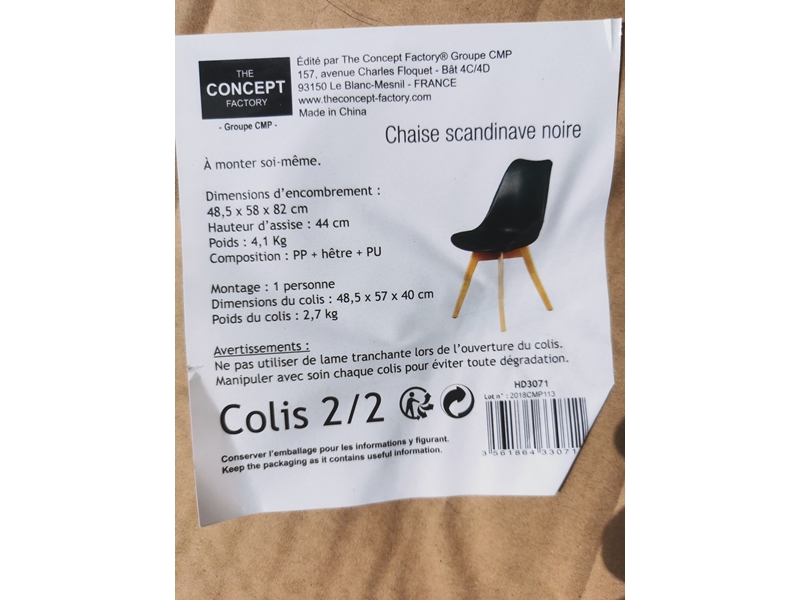 THE
CONCEPT
FACTORY
- Groupe CMP -
Édité par The Concept Factory® Groupe CMP
157, avenue Charles Floquet - Bât 4C/4D
93150 Le Blanc-Mesnil - FRANCE
www.theconcept-factory.com
Made in China
Chaise scandinave noire
À monter soi-même.
Dimensions d'encombrement :
48,5 x 58 x 82 cm
Hauteur d'assise : 44 cm
Poids : 4,1 Kg
Composition : PP + hêtre + PU
Montage : 1 personne
Dimensions du colis : 48,5 x 57 x 40 cm
Poids du colis : 2,7 kg
Avertissements :
Ne pas utiliser de lame tranchante lors de l'ouverture du colis.
Manipuler avec soin chaque colis pour éviter toute dégradation.
Colis 2/2
HD3071
Lot n° : 2018CMP113
3 561864 33071
Conserver l'emballage pour les informations y figurant.
Keep the packaging as it contains useful information.